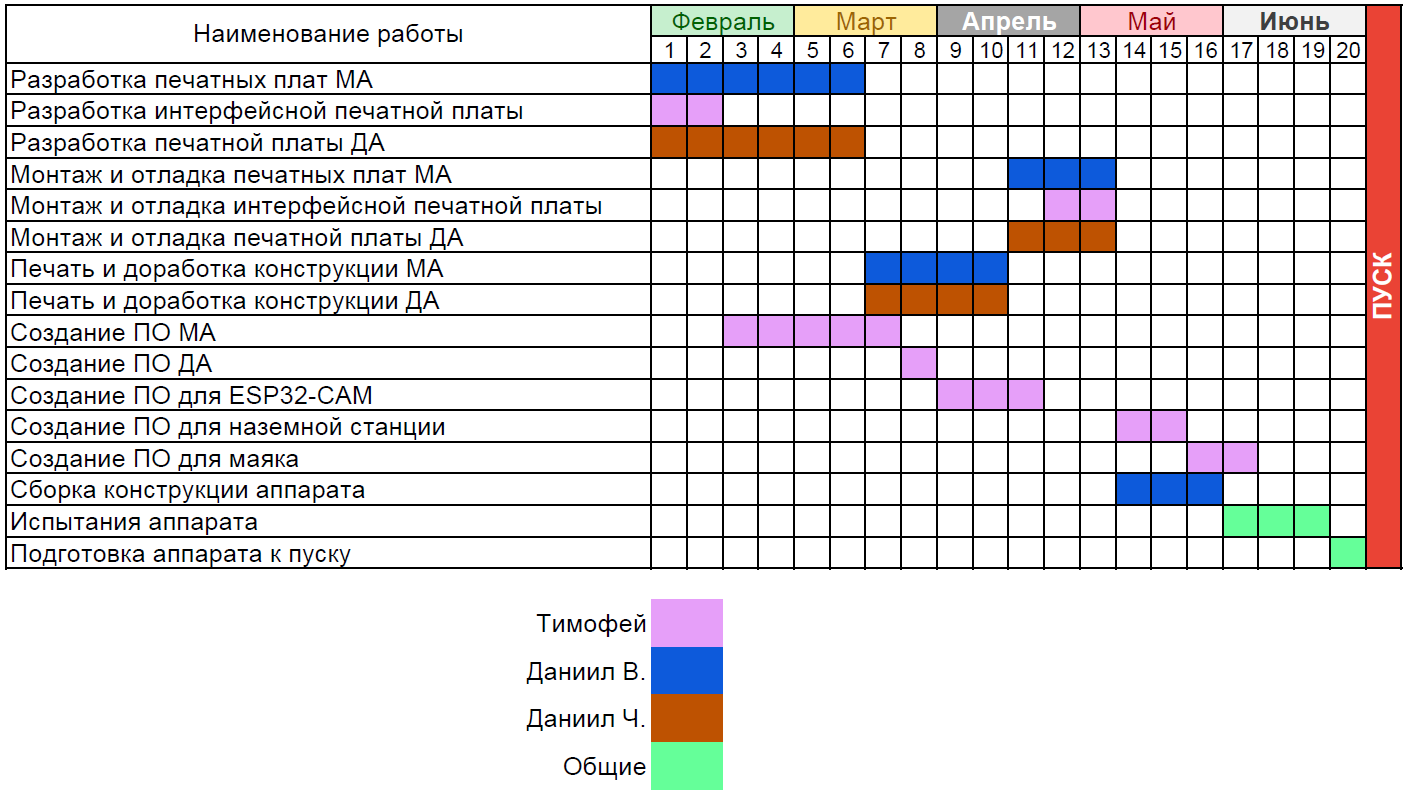 Наименование работы
Февраль Март Апрель Май Июнь
1 2 3 4 5 6 7 8 9 10 11 12 13 14 15 16 17 18 19 20
Разработка печатных плат МА
Разработка интерфейсной печатной платы
Разработка печатной платы ДА
Монтаж и отладка печатных плат МА
Монтаж и отладка интерфейсной печатной платы
Монтаж и отладка печатной платы ДА
Печать и доработка конструкции МА
Печать и доработка конструкции ДА
Создание ПО МА
Создание ПО ДА
Создание ПО для ESP32-CAM
Создание ПО для наземной станции
Создание ПО для маяка
Сборка конструкции аппарата
Испытания аппарата
Подготовка аппарата к пуску
ПУСК
Тимофей
Даниил В.
Даниил Ч.
Общие